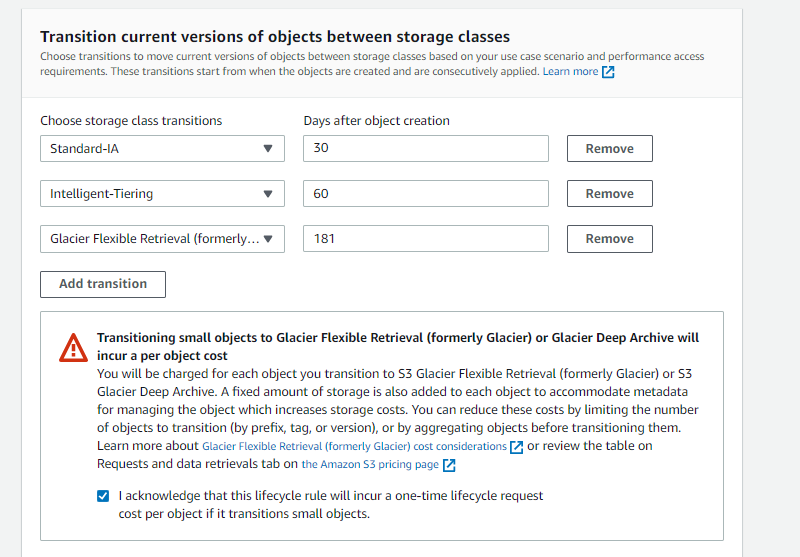 Transition current versions of objects between storage classes
Choose transitions to move current versions of objects between storage classes based on your use case scenario and performance access
requirements. These transitions start from when the objects are created and are consecutively applied. Learn more
Choose storage class transitions Days after object creation
Standard-IA 30 Remove
Intelligent-Tiering 60 Remove
Glacier Flexible Retrieval (formerly... 181 Remove
Add transition
Transitioning small objects to Glacier Flexible Retrieval (formerly Glacier) or Glacier Deep Archive will
incur a per object cost
You will be charged for each object you transition to S3 Glacier Flexible Retrieval (formerly Glacier) or S3
Glacier Deep Archive. A fixed amount of storage is also added to each object to accommodate metadata
for managing the object which increases storage costs. You can reduce these costs by limiting the number
of objects to transition (by prefix, tag, or version), or by aggregating objects before transitioning them.
Learn more about Glacier Flexible Retrieval (formerly Glacier) cost considerations or review the table on
Requests and data retrievals tab on the Amazon S3 pricing page
I acknowledge that this lifecycle rule will incur a one-time lifecycle request
cost per object if it transitions small objects.